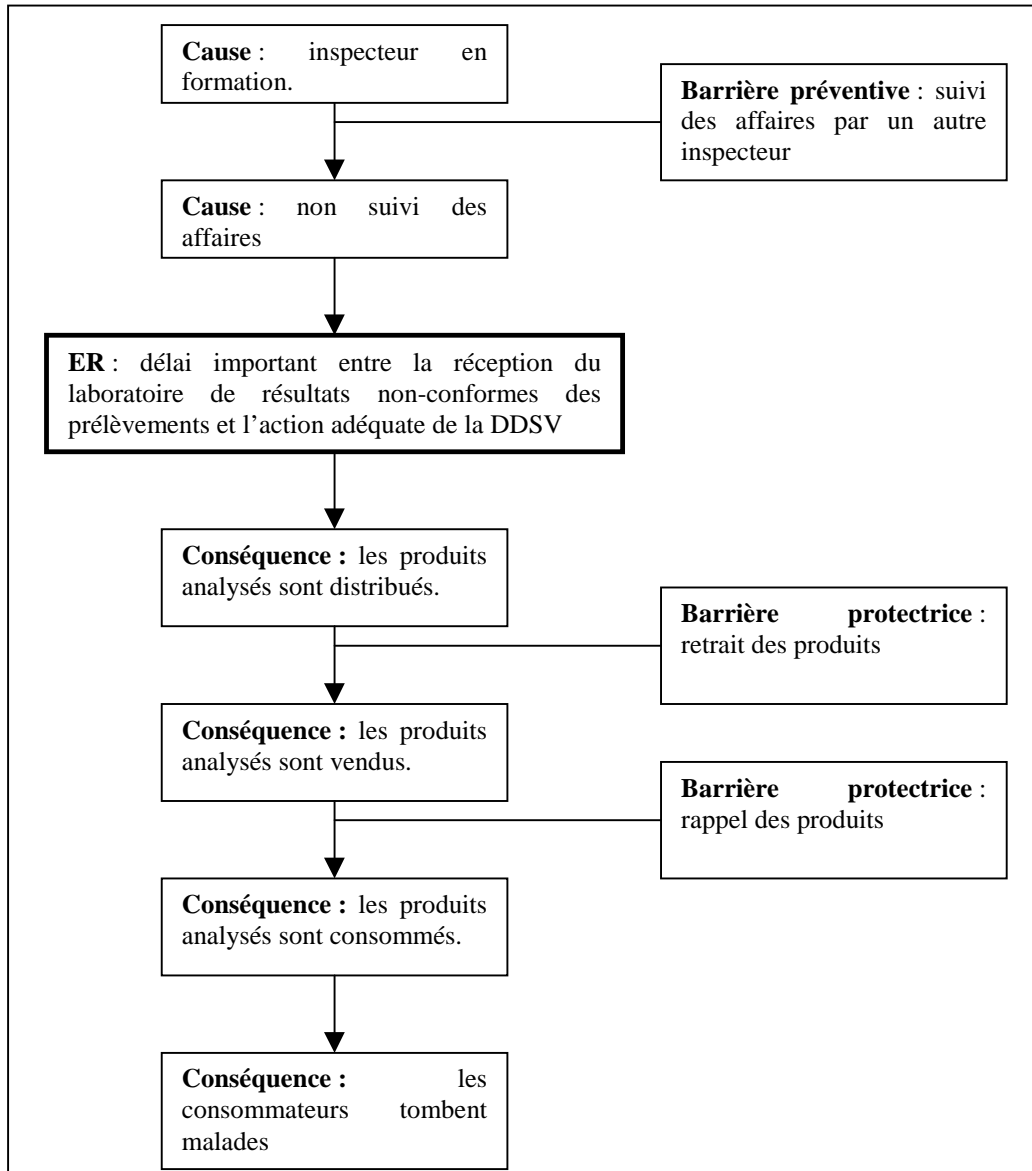 Cause : inspecteur en
formation.
Barrière préventive : suivi
des affaires par un autre
inspecteur
Cause : non suivi des
affaires
ER : délai important entre la réception du
laboratoire de résultats non-conformes des
prélèvements et l’action adéquate de la DDSV
Conséquence : les produits
analysés sont distribués.
Barrière protectrice :
retrait des produits
Conséquence : les produits
analysés sont vendus.
Barrière protectrice :
rappel des produits
Conséquence : les produits
analysés sont consommés.
Conséquence : les
consommateurs tombent
malades